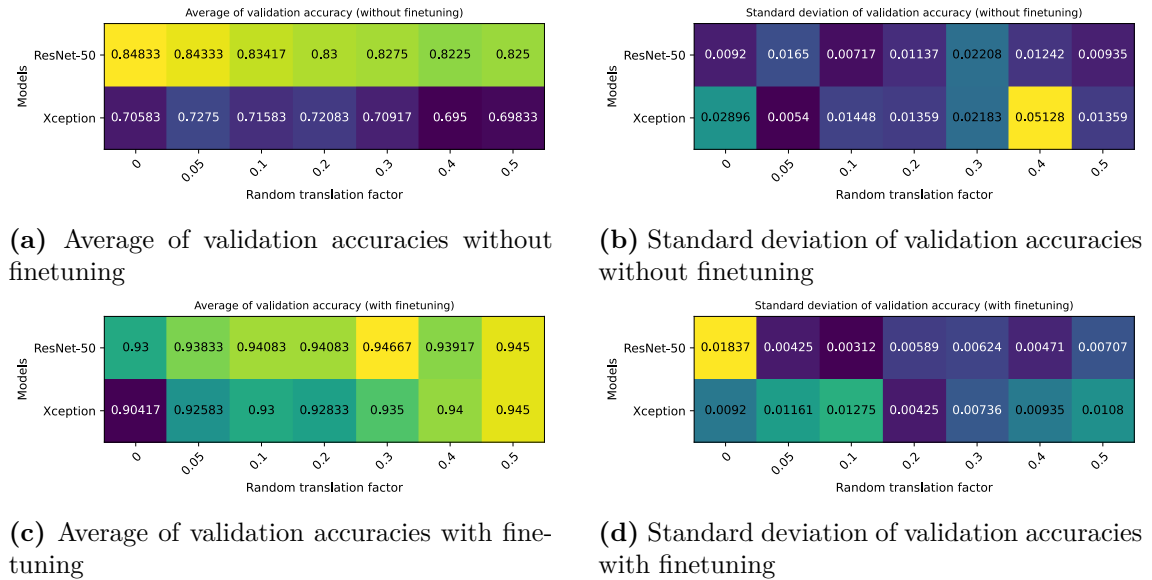 Average of validation accuracy (without finetuning)
Models
ResNet-50
0.84833 0.84333 0.83417 0.83 0.8275 0.8225 0.825
Xception
0.70583 0.7275 0.71583 0.72083 0.70917 0.695 0.69833
0 0.05 0.1 0.2 0.3 0.4 0.5
Random translation factor
(a) Average of validation accuracies without
finetuning
Standard deviation of validation accuracy (without finetuning)
Models
ResNet-50
0.0092 0.0165 0.00717 0.01137 0.02208 0.01242 0.00935
Xception
0.02896 0.0054 0.01448 0.01359 0.02183 0.05128 0.01359
0 0.05 0.1 0.2 0.3 0.4 0.5
Random translation factor
(b) Standard deviation of validation accuracies
without finetuning
Average of validation accuracy (with finetuning)
Models
ResNet-50
0.93 0.93833 0.94083 0.94083 0.94667 0.93917 0.945
Xception
0.90417 0.92583 0.93 0.92833 0.935 0.94 0.945
0 0.05 0.1 0.2 0.3 0.4 0.5
Random translation factor
(c) Average of validation accuracies with fine-
tuning
Standard deviation of validation accuracy (with finetuning)
Models
ResNet-50
0.01837 0.00425 0.00312 0.00589 0.00624 0.00471 0.00707
Xception
0.0092 0.01161 0.01275 0.00425 0.00736 0.00935 0.0108
0 0.05 0.1 0.2 0.3 0.4 0.5
Random translation factor
(d) Standard deviation of validation accuracies
with finetuning